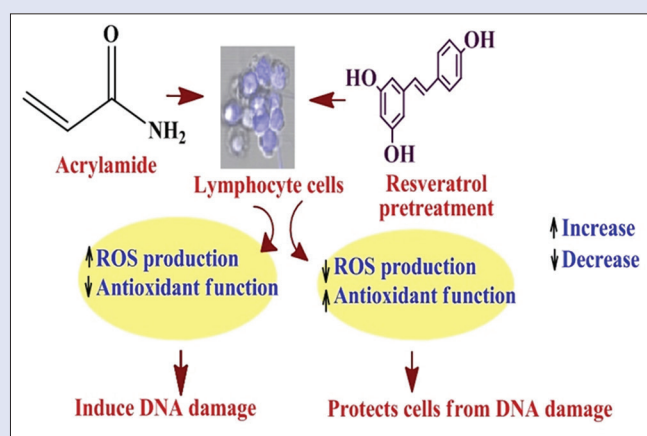 O
NH₂
Acrylamide
Lymphocyte cells
OH
HO
OH
Resveratrol
pretreatment
↑ROS production
↓Antioxidant function
↓ROS production
↑Antioxidant function
↑Increase
↓Decrease
Induce DNA damage
Protects cells from DNA damage